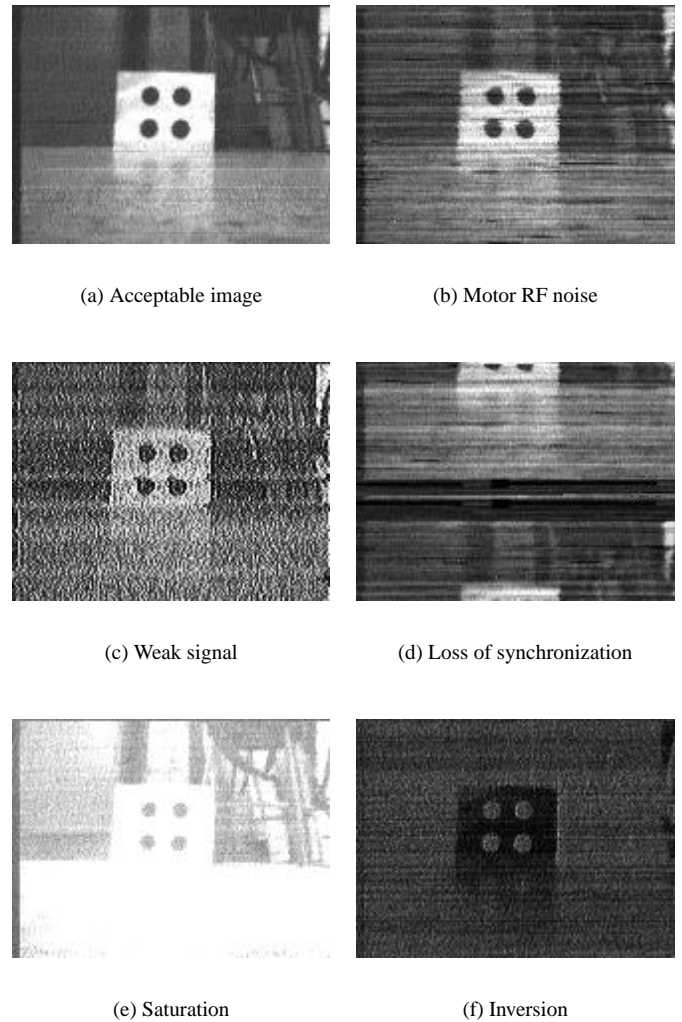 (a) Acceptable image
(b) Motor RF noise
(c) Weak signal
(d) Loss of synchronization
(e) Saturation
(f) Inversion